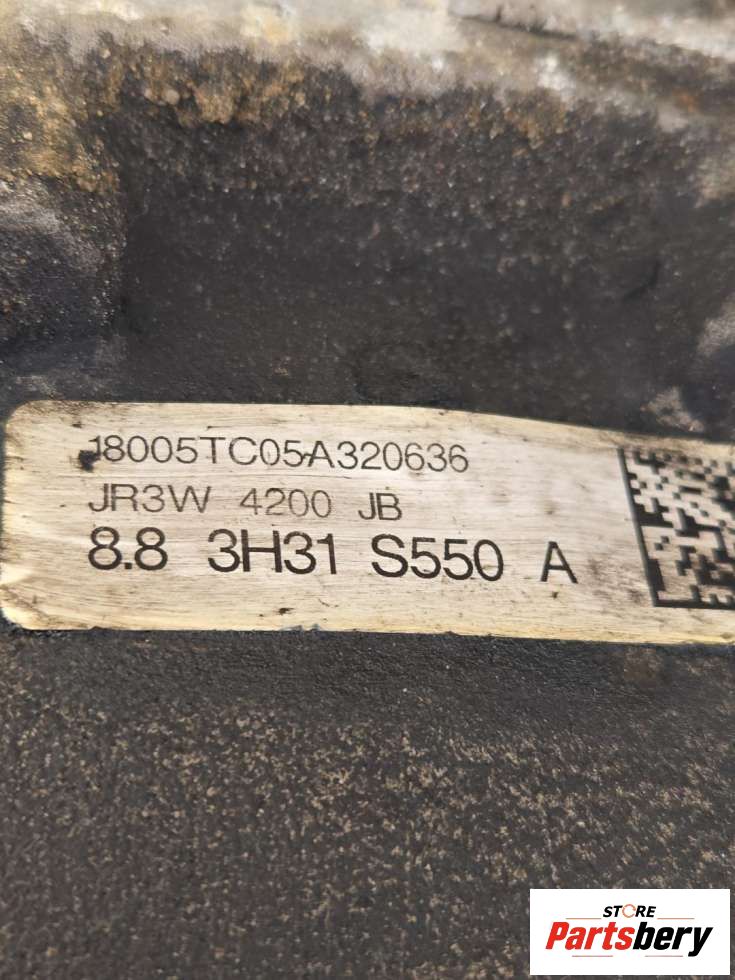 18005TC05A320636
JR3W 4200 JB
8.8 3H31 S550 A
STORE
Partsbery